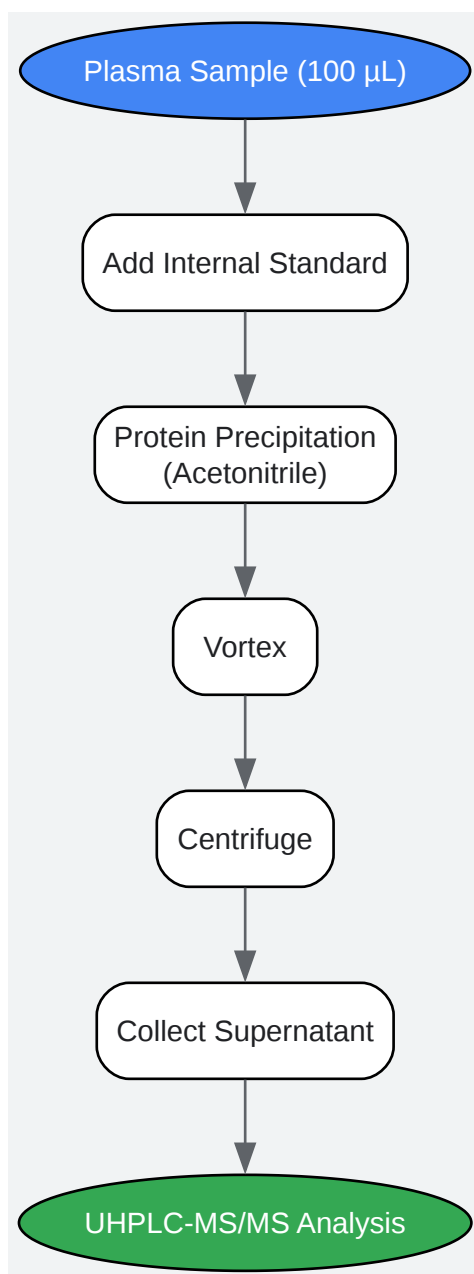 Plasma Sample (100 µL)
Add Internal Standard
Protein Precipitation
(Acetonitrile)
Vortex
Centrifuge
Collect Supernatant
UHPLC-MS/MS Analysis